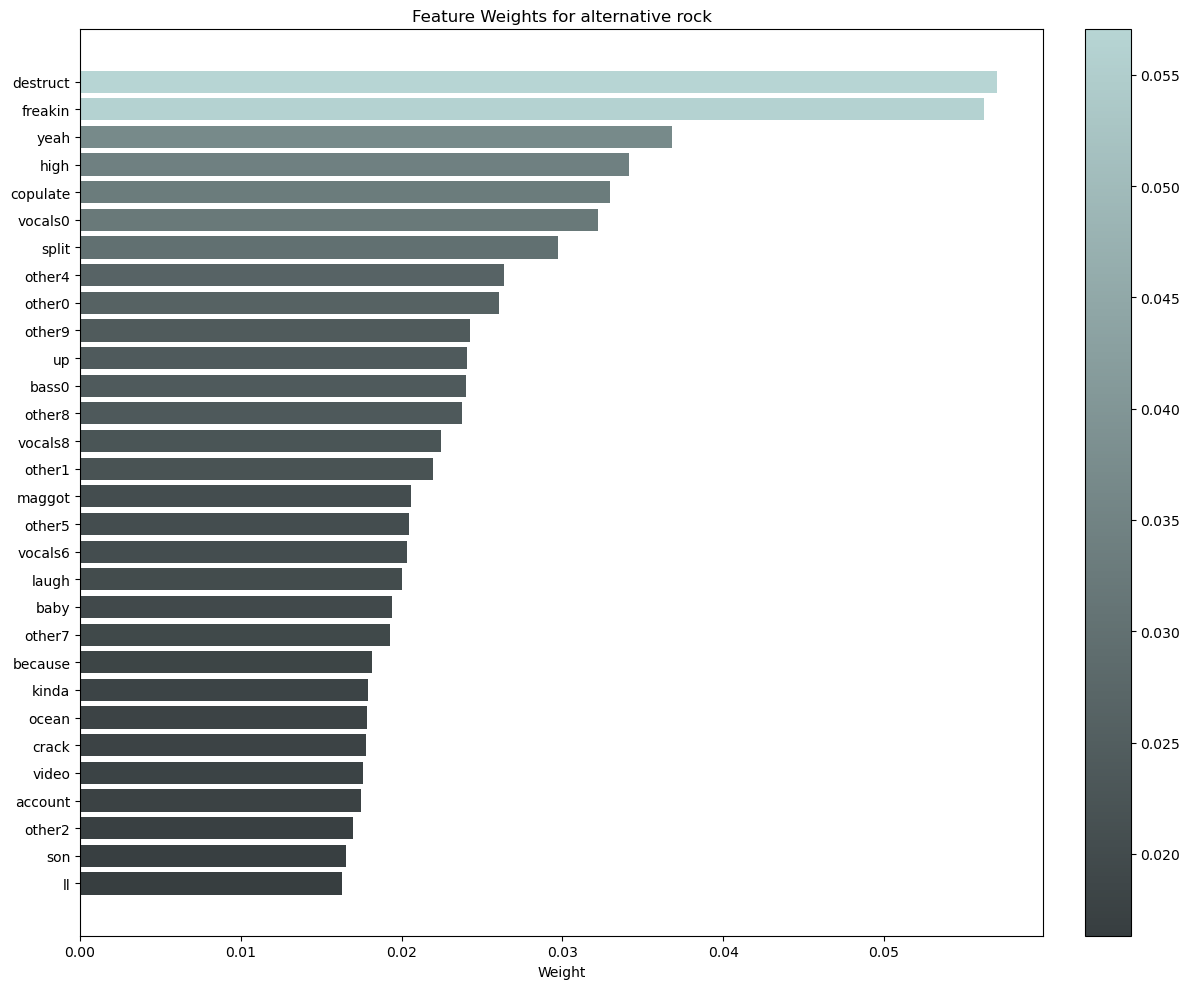 Feature Weights for alternative rock
destruct
freakin
yeah
high
copulate
vocals0
split
other4
other0
other9
up
bass0
other8
vocals8
other1
maggot
other5
vocals6
laugh
baby
other7
because
kinda
ocean
crack
video
account
other2
son
ll
0.00 0.01 0.02 0.03 0.04 0.05
Weight
0.055
0.050
0.045
0.040
0.035
0.030
0.025
0.020